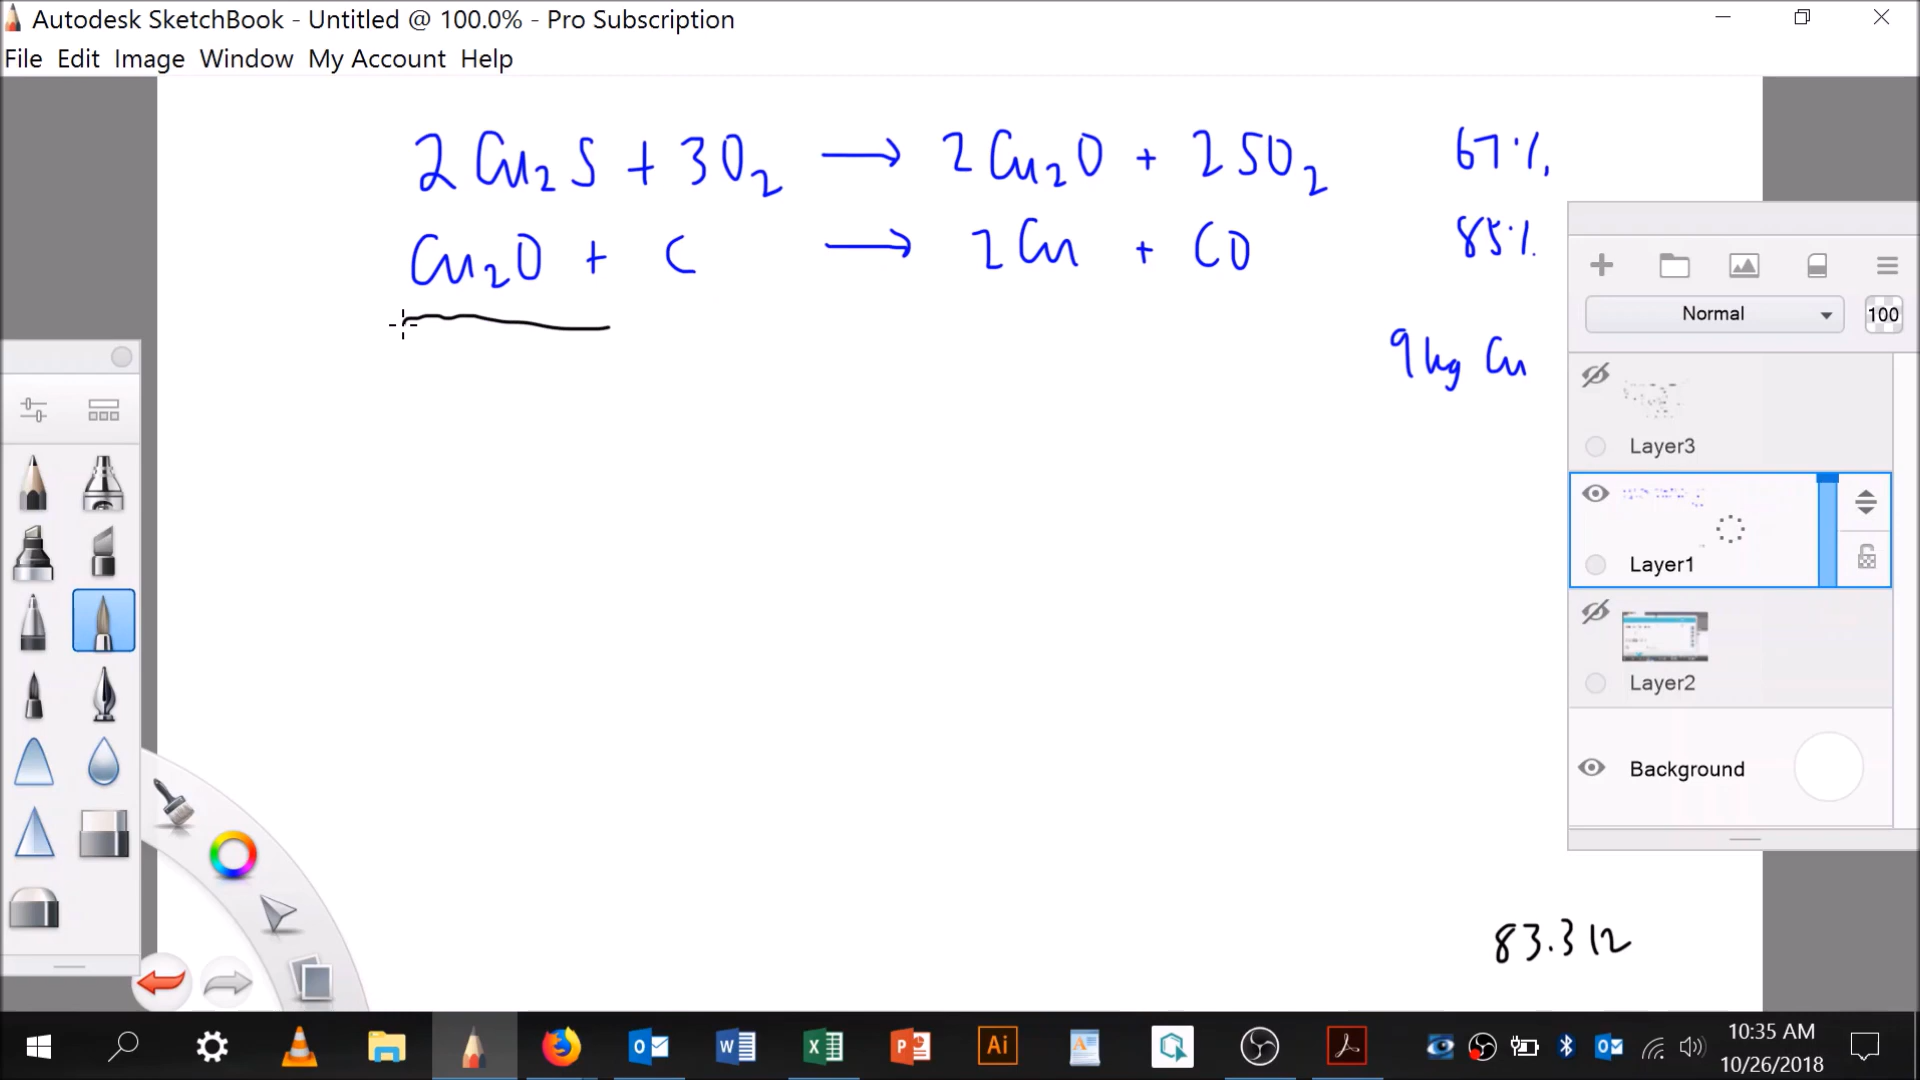 Autodesk SketchBook - Untitled @ 100.0% - Pro Subscription
File Edit Image Window My Account Help
2Cu₂S + 3O₂ → 2Cu₂O + 2SO₂ 67%
Cu₂O + C → 2Cu + CO 85%
9kg Cu
83.312
Normal 100
Layer3
Layer1
Layer2
Background
Ai
10:35 AM
10/26/2018